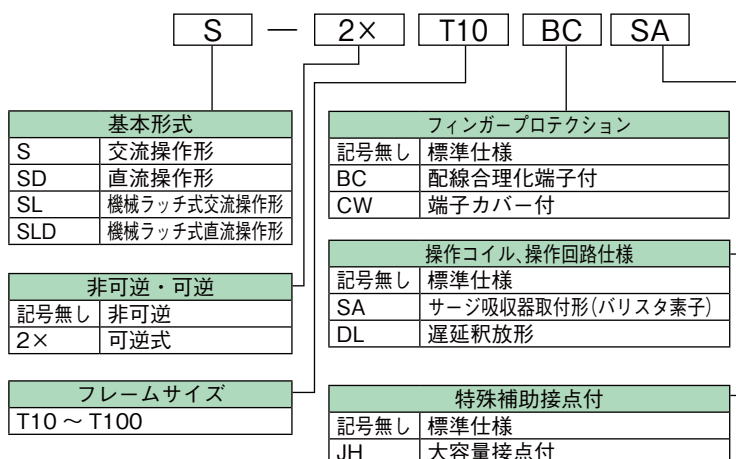 S — 2× T10 BC SA
基本形式
S 交流操作形
SD 直流操作形
SL 機械ラッチ式交流操作形
SLD 機械ラッチ式直流操作形
非可逆・可逆
記号無し 非可逆
2× 可逆式
フレームサイズ
T10～T100
フィンガープロテクション
記号無し 標準仕様
BC 配線合理化端子付
CW 端子カバー付
操作コイル、操作回路仕様
記号無し 標準仕様
SA サージ吸収器取付形(バリスタ素子)
DL 遅延釈放形
特殊補助接点付
記号無し 標準仕様
JH 大容量接点付